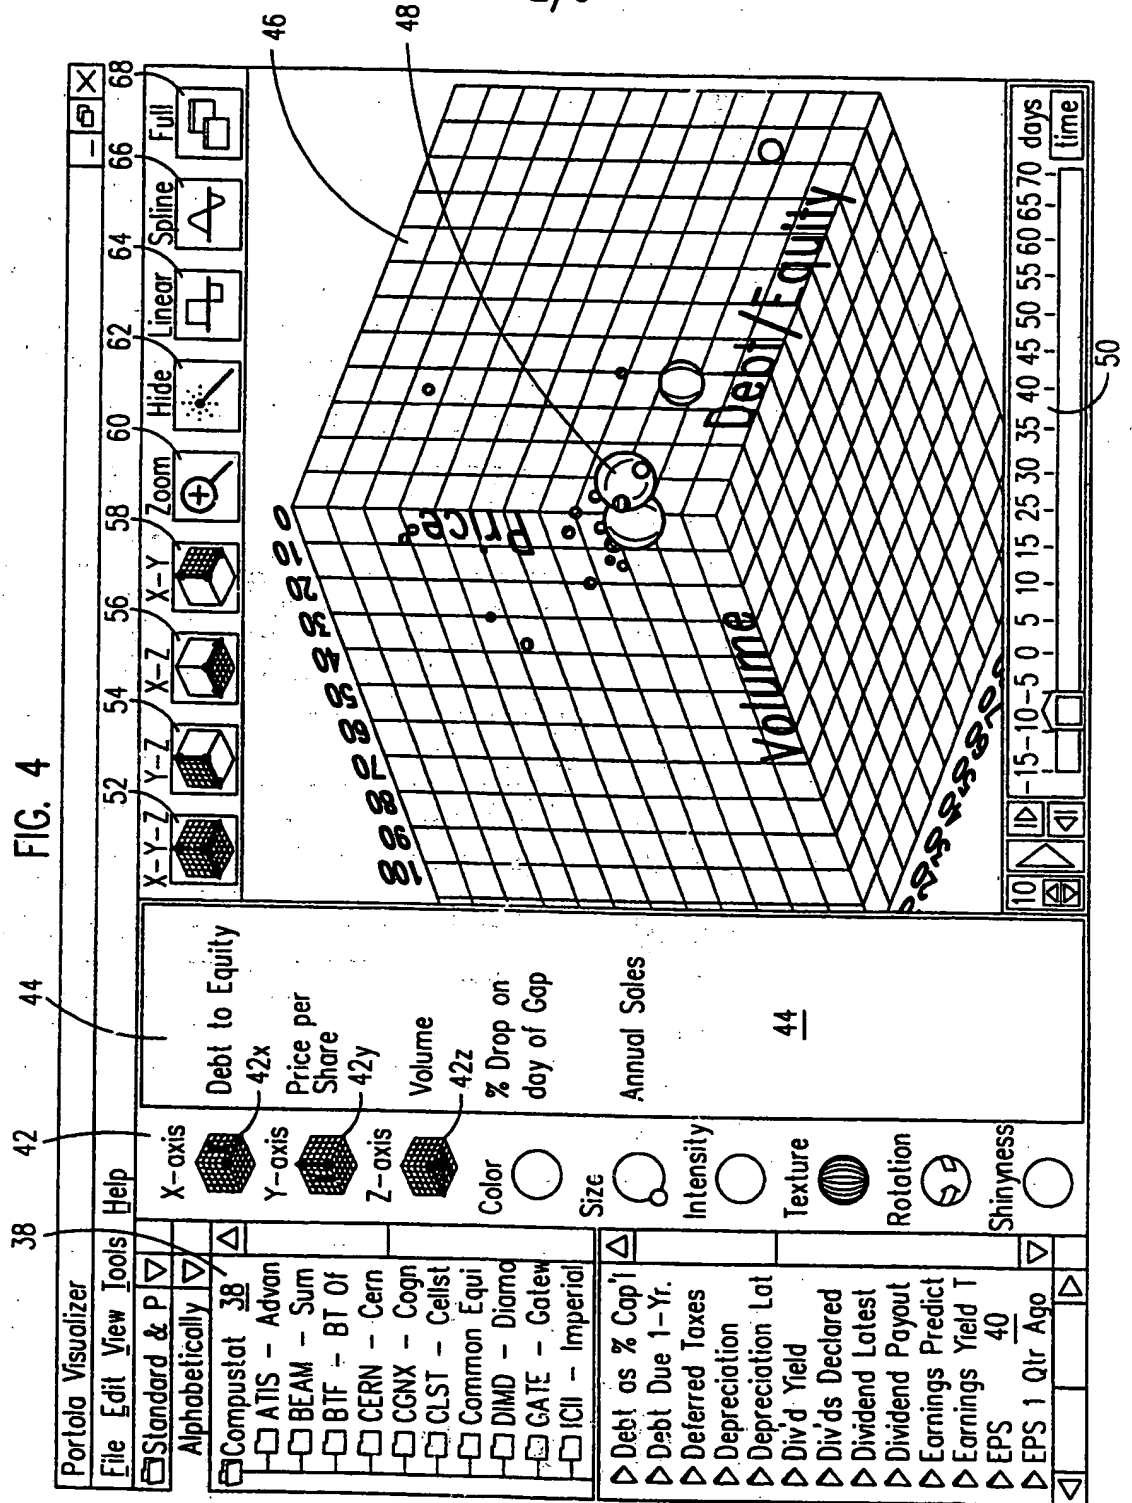 FIG. 4
Portola Visualizer
File Edit View Tools Help
38
42
44
Standard & P
Alphabetically
Compustat 38
ATIS - Advan
BEAM - Sum
BTF - BT Of
CERN - Cern
CGNX - Cogn
CLST - Cellst
Common Equi
DIMD - Diamo
GATE - Gatew
ICII - Imperial
Debt as % Cap'l
Debt Due 1-Yr.
Deferred Taxes
Depreciation
Depreciation Lat
Div'd Yield
Div'ds Declared
Dividend Latest
Dividend Payout
Earnings Predict
Earnings Yield T
EPS 40
EPS 1 Qtr Ago
X-axis
42x
Y-axis
42y
Z-axis
42z
Color
Size
Intensity
Texture
Rotation
Shinyness
Debt to Equity
Price per
Share
Volume
% Drop on
day of Gap
Annual Sales
44
52 54 56 58 60 62 64 66 68
X-Y-Z Y-Z X-Z X-Y Zoom Hide Linear Spline Full
46
48
100 90 80 70 60 50 40 30 20 10 0
Price
Volume
Debt/Equity
10
-15 -10 -5 0 5 10 15 25 30 35 40 45 50 55 60 65 70 days
time
50